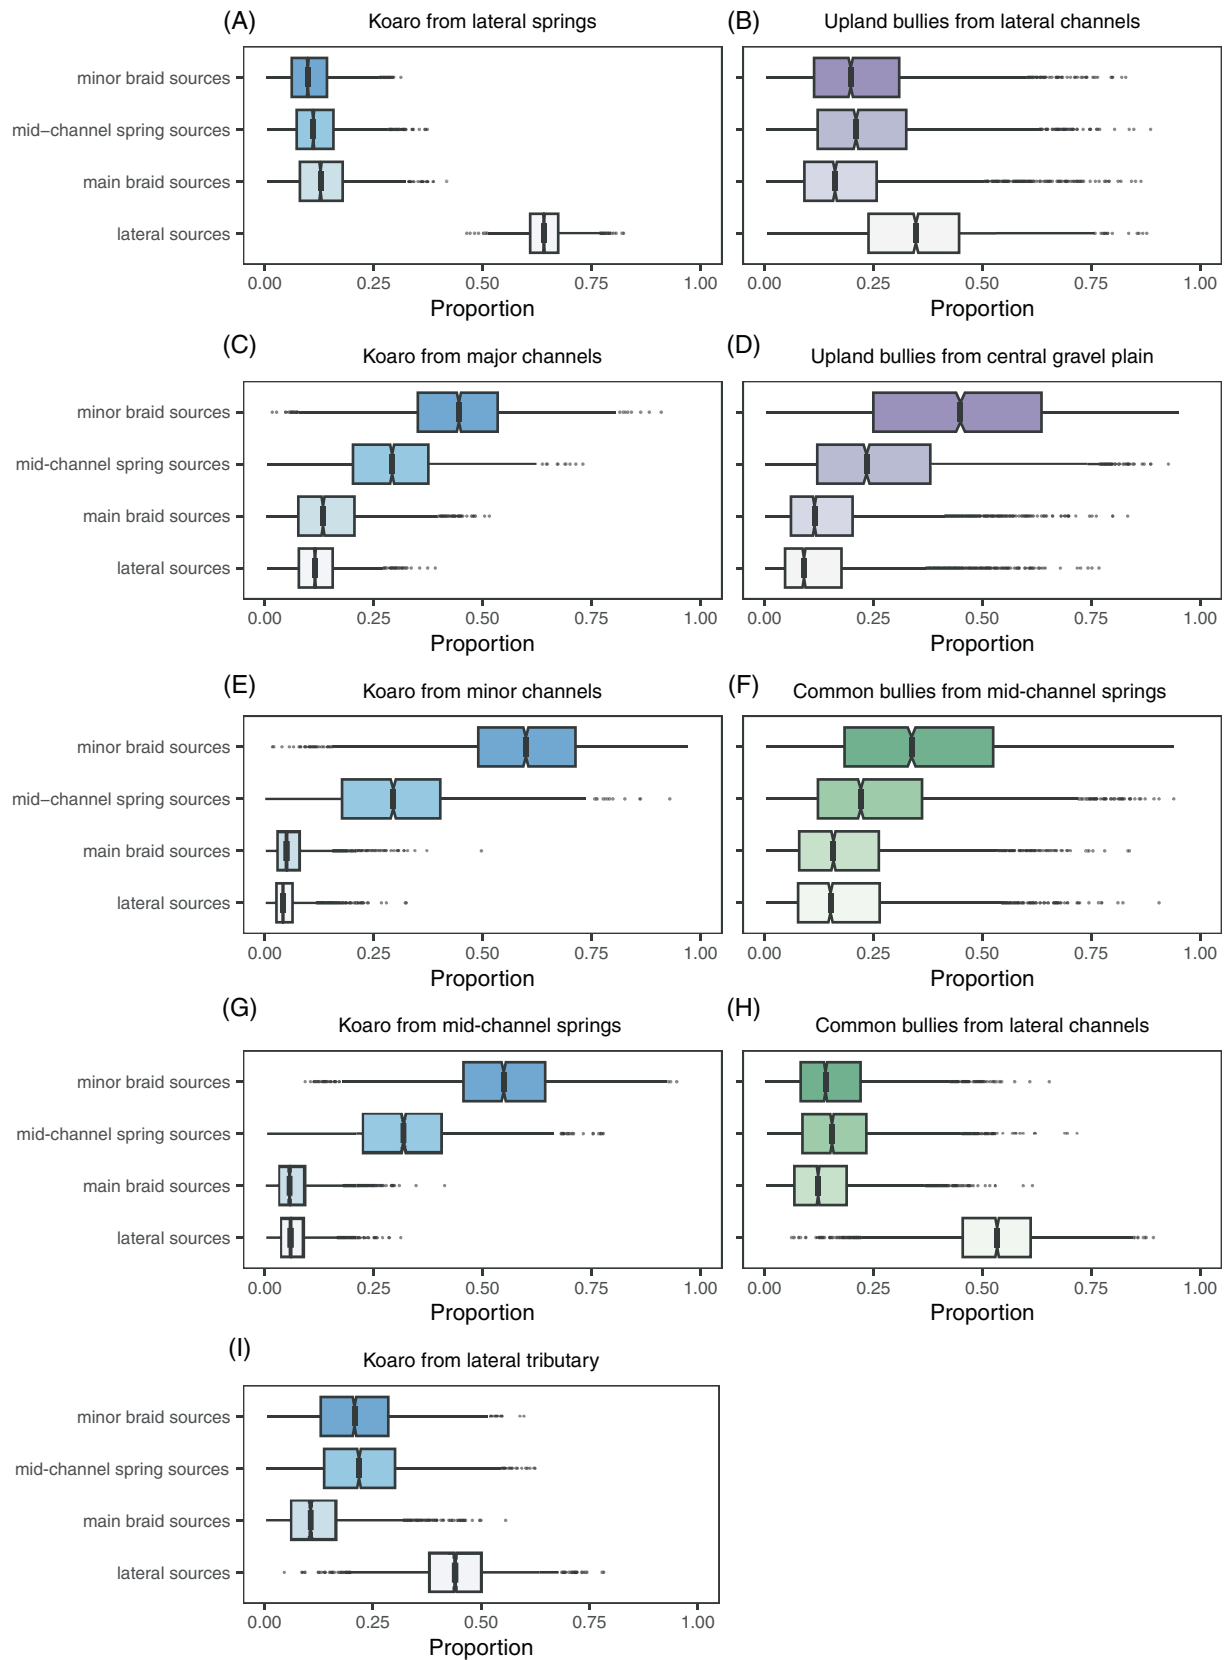 (A) Koaro from lateral springs
minor braid sources
mid−channel spring sources
main braid sources
lateral sources
0.00 0.25 0.50 0.75 1.00
Proportion
(B) Upland bullies from lateral channels
0.00 0.25 0.50 0.75 1.00
Proportion
(C) Koaro from major channels
minor braid sources
mid-channel spring sources
main braid sources
lateral sources
0.00 0.25 0.50 0.75 1.00
Proportion
(D) Upland bullies from central gravel plain
0.00 0.25 0.50 0.75 1.00
Proportion
(E) Koaro from minor channels
minor braid sources
mid−channel spring sources
main braid sources
lateral sources
0.00 0.25 0.50 0.75 1.00
Proportion
(F) Common bullies from mid-channel springs
0.00 0.25 0.50 0.75 1.00
Proportion
(G) Koaro from mid-channel springs
minor braid sources
mid-channel spring sources
main braid sources
lateral sources
0.00 0.25 0.50 0.75 1.00
Proportion
(H) Common bullies from lateral channels
0.00 0.25 0.50 0.75 1.00
Proportion
(I) Koaro from lateral tributary
minor braid sources
mid-channel spring sources
main braid sources
lateral sources
0.00 0.25 0.50 0.75 1.00
Proportion